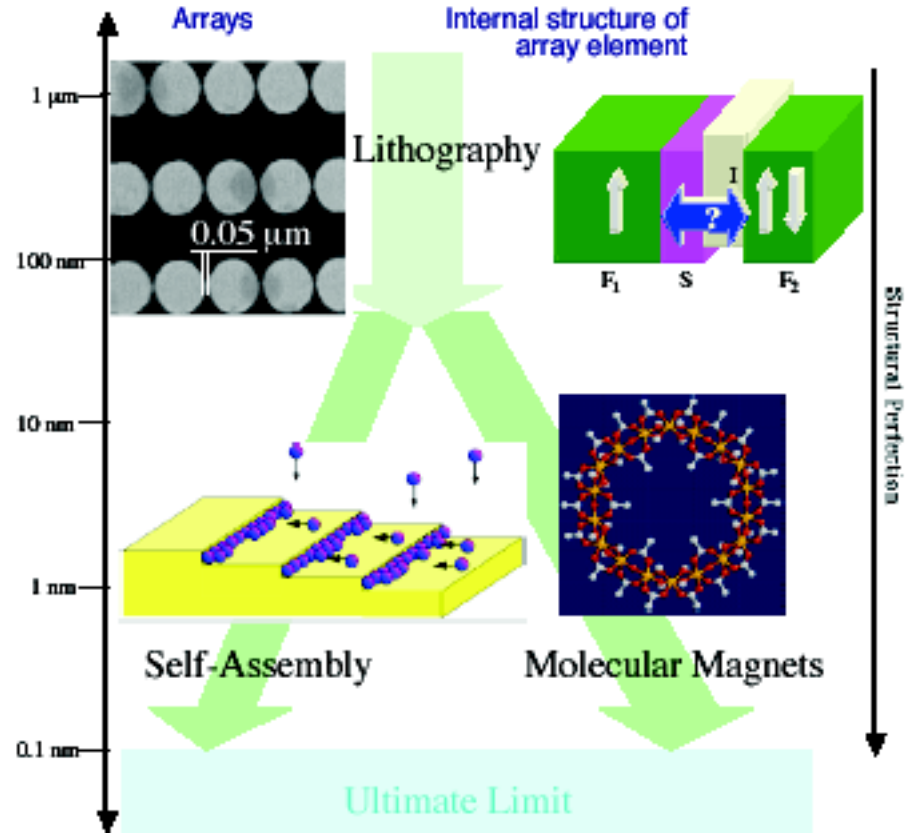 Arrays
Internal structure of
array element
1 μm
Lithography
I
?
0.05 μm
100 nm
F1 S F2
Structural Perfection
10 nm
1 nm
Self-Assembly
Molecular Magnets
0.1 nm
Ultimate Limit